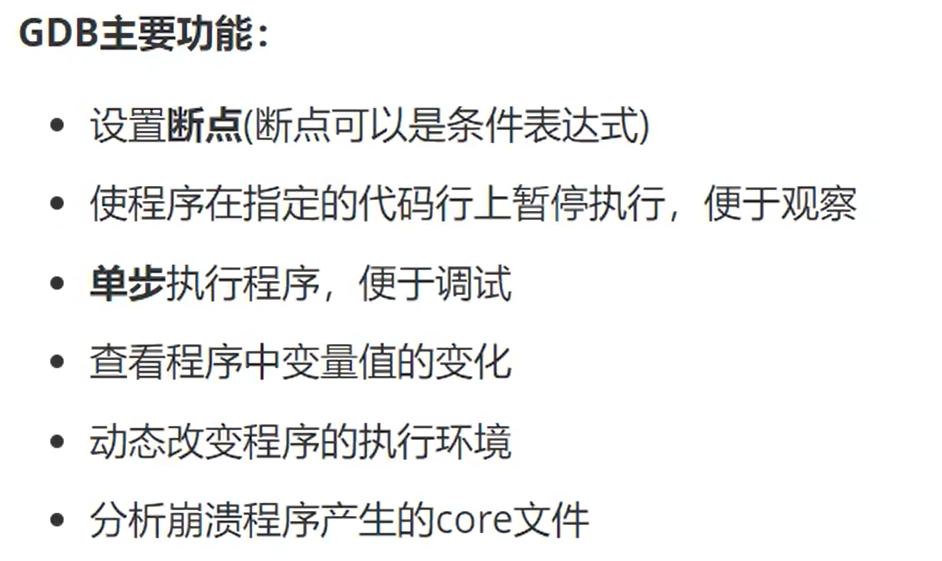 GDB主要功能：
设置断点(断点可以是条件表达式)
使程序在指定的代码行上暂停执行，便于观察
单步执行程序，便于调试
查看程序中变量值的变化
动态改变程序的执行环境
分析崩溃程序产生的core文件